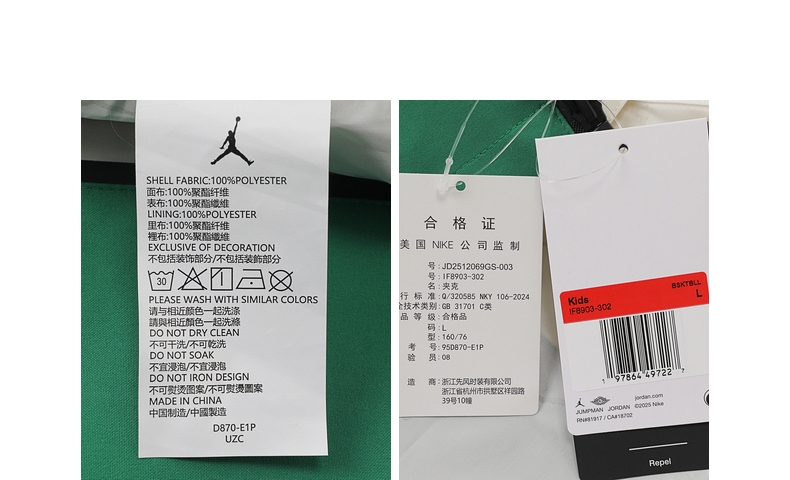 SHELL FABRIC:100%POLYESTER
面布:100%聚酯纤维
表布:100%聚酯纖維
LINING:100%POLYESTER
里布:100%聚酯纤维
裡布:100%聚酯纖維
EXCLUSIVE OF DECORATION
不包括装饰部分/不包括裝飾部分
30
PLEASE WASH WITH SIMILAR COLORS
请与相近颜色一起洗涤
請與相近顏色一起洗滌
DO NOT DRY CLEAN
不可干洗/不可乾洗
DO NOT SOAK
不宜浸泡/不宜浸泡
DO NOT IRON DESIGN
不可熨烫图案/不可熨燙圖案
MADE IN CHINA
中国制造/中國製造
D870-E1P
UZC
合格证
美国 NIKE 公司监制
号:JD2512069GS-003
号:IF8903-302
名:夹克
行标准:Q/320585 NKY 106-2024
全技术类别:GB 31701 C类
品等级:合格品
码:L
型:160/76
考 号:95D870-E1P
验 员:08
造 商:浙江先风时装有限公司
浙江省杭州市拱墅区祥园路
39号10幢
BSKTBLL
Kids
L
IF8903-302
1 97864 49722 7
JUMPMAN JORDAN
jordan.com
©2025 Nike
RN#81917 / CA#18702
Repel